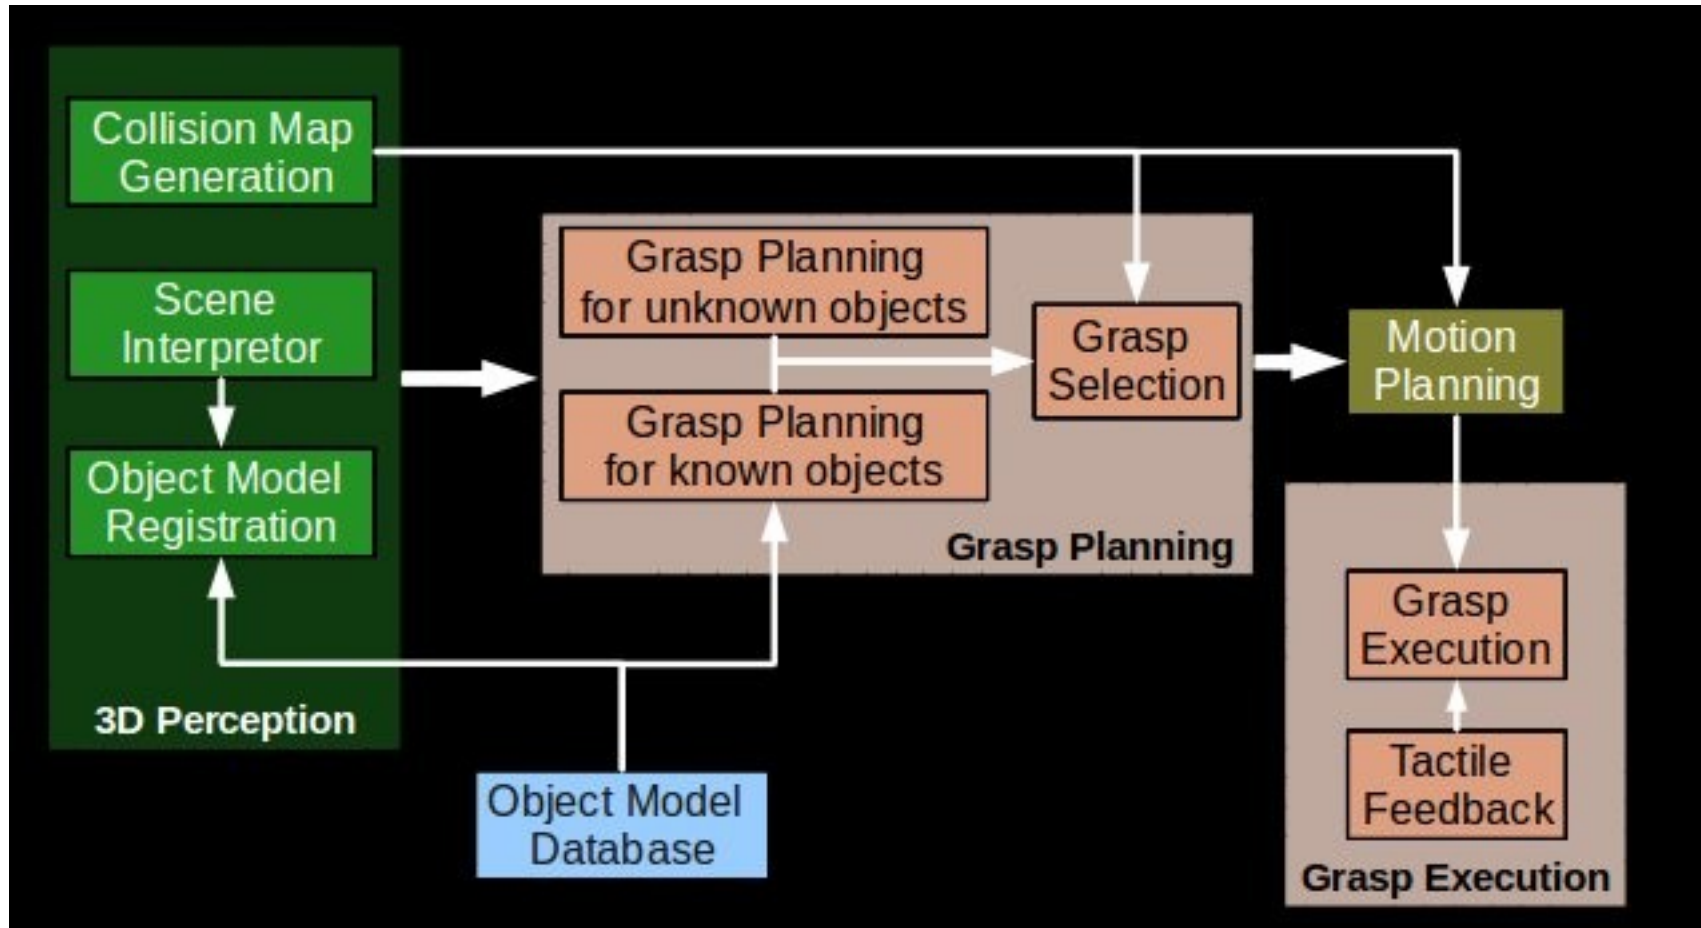 Collision Map
Generation
Scene
Interpretor
Object Model
Registration
3D Perception
Grasp Planning
for unknown objects
Grasp Planning
for known objects
Grasp
Selection
Grasp Planning
Motion
Planning
Grasp
Execution
Tactile
Feedback
Grasp Execution
Object Model
Database